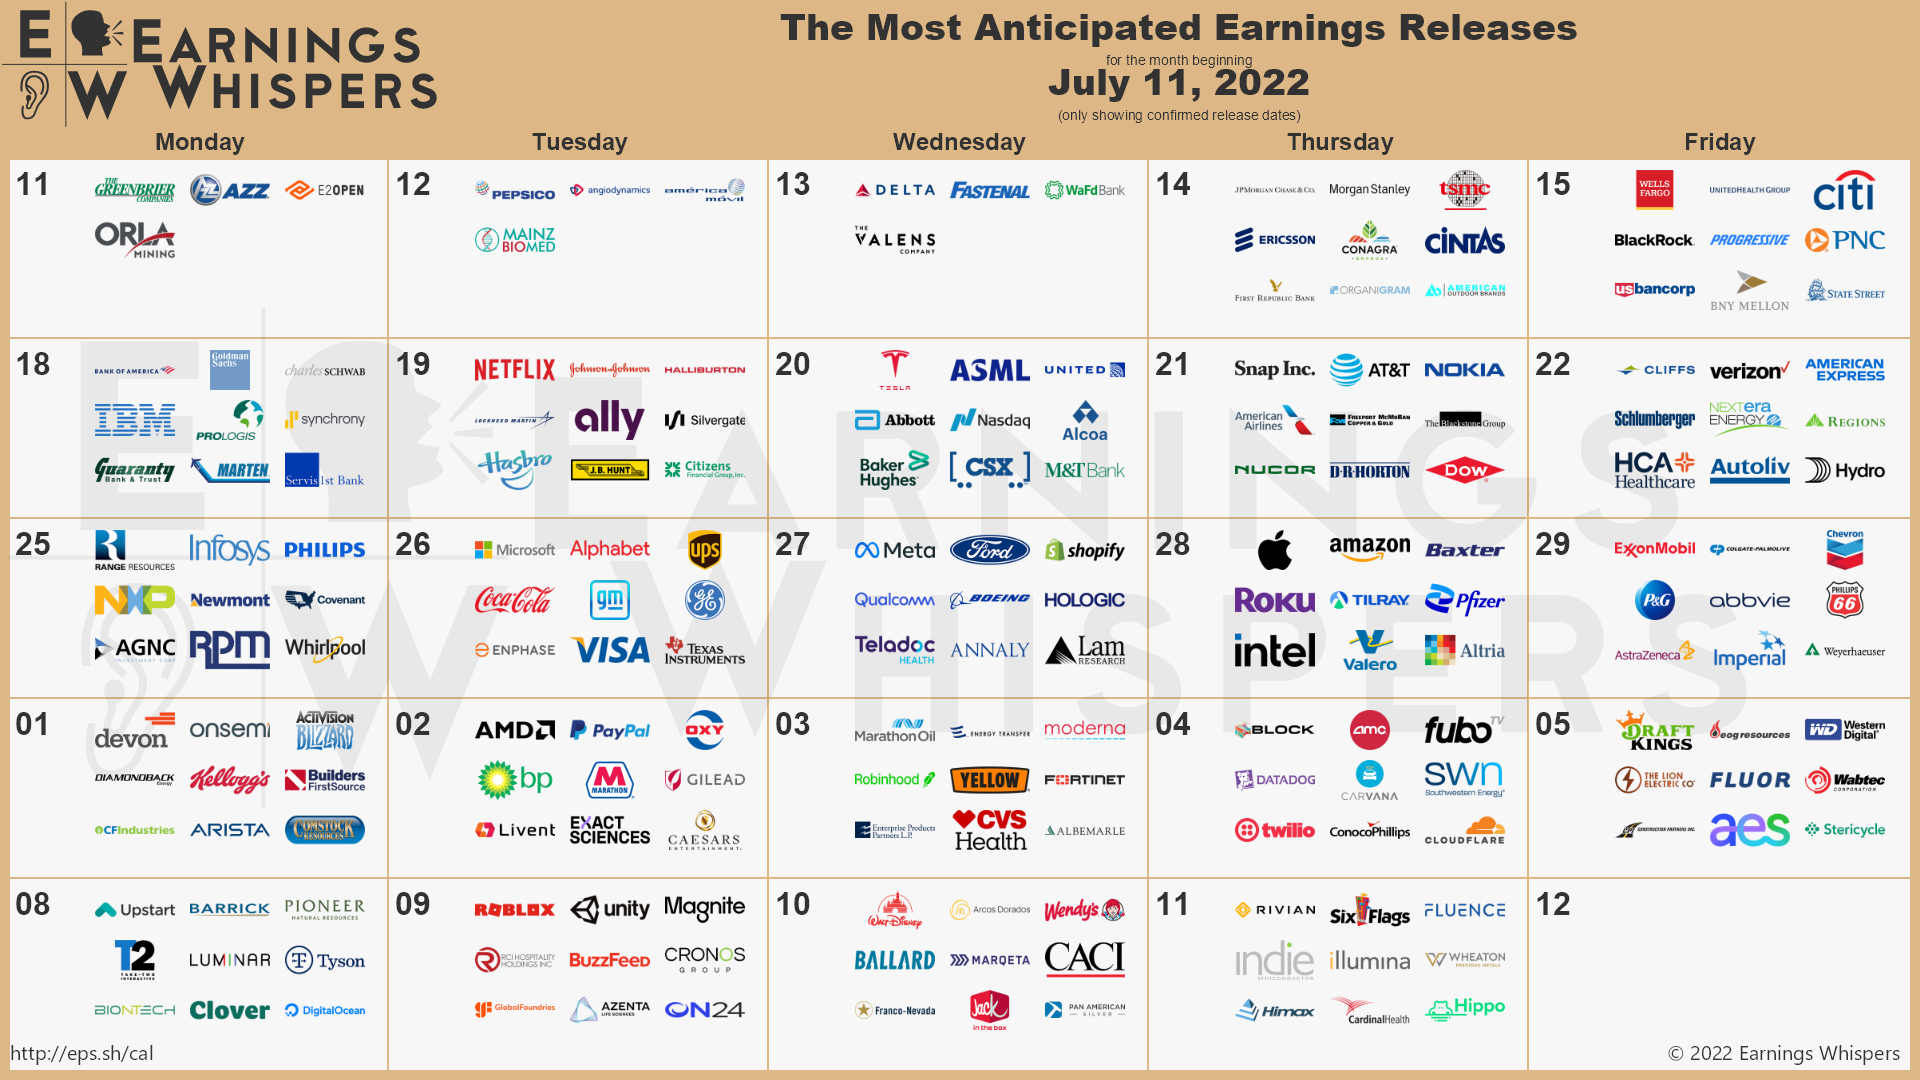 E EARNINGS
W WHISPERS
The Most Anticipated Earnings Releases
for the month beginning
July 11, 2022
(only showing confirmed release dates)
Monday Tuesday Wednesday Thursday Friday
11
THE GREENBRIER COMPANIES AZZ E2OPEN
ORLA MINING
12
PEPSICO angiodynamics américa móvil
MAINZ BIOMED
13
DELTA FASTENAL WaFd Bank
THE VALENS COMPANY
14
JPMORGAN CHASE & CO. Morgan Stanley tsmc
ERICSSON CONAGRA BRANDS CINTAS
FIRST REPUBLIC BANK ORGANIGRAM AMERICAN OUTDOOR BRANDS
15
WELLS FARGO UNITEDHEALTH GROUP citi
BlackRock PROGRESSIVE PNC
usbancorp BNY MELLON STATE STREET
18
BANK OF AMERICA Goldman Sachs charles SCHWAB
IBM PROLOGIS synchrony
Guaranty Bank & Trust MARTEN Servis1st Bank
19
NETFLIX Johnson & Johnson HALLIBURTON
LOCKHEED MARTIN ally Silvergate
Hasbro J.B. HUNT Citizens Financial Group, Inc.
20
TESLA ASML UNITED
Abbott Nasdaq Alcoa
Baker Hughes CSX M&T Bank
21
Snap Inc. AT&T NOKIA
American Airlines FREEPORT-MCMORAN COPPER & GOLD The Blackstone Group
NUCOR D·R·HORTON DOW
22
CLIFFS verizon AMERICAN EXPRESS
Schlumberger NEXTera ENERGY REGIONS
HCA Healthcare Autoliv Hydro
25
R RANGE RESOURCES Infosys PHILIPS
NXP Newmont Covenant
AGNC INVESTMENT CORP RPM Whirlpool
26
Microsoft Alphabet ups
Coca-Cola gm GE
ENPHASE VISA TEXAS INSTRUMENTS
27
Meta Ford shopify
Qualcomm BOEING HOLOGIC
Teladoc HEALTH ANNALY Lam RESEARCH
28
amazon Baxter
ROKU TILRAY Pfizer
intel Valero Altria
29
ExxonMobil COLGATE-PALMOLIVE Chevron
P&G abbvie PHILLIPS 66
AstraZeneca Imperial Weyerhaeuser
01
devon onsemi ACTIVISION BLIZZARD
DIAMONDBACK Energy Kellogg's Builders FirstSource
CFIndustries ARISTA COMSTOCK RESOURCES
02
AMD PayPal OXY
bp M MARATHON GILEAD
Livent EXACT SCIENCES CAESARS ENTERTAINMENT.
03
MarathonOil ENERGY TRANSFER moderna
Robinhood YELLOW FORTINET
Enterprise Products Partners L.P. CVS Health ALBEMARLE
04
BLOCK amc fuboTV
DATADOG CARVANA swn Southwestern Energy
twilio ConocoPhillips CLOUDFLARE
05
DRAFT KINGS eog resources WD Western Digital
THE LION ELECTRIC CO FLUOR Wabtec CORPORATION
CONSTRUCTION PARTNERS INC. aes Stericycle
08
Upstart BARRICK PIONEER NATURAL RESOURCES
T2 TAKE-TWO INTERACTIVE LUMINAR T Tyson
BIONTECH Clover DigitalOcean
09
ROBLOX unity Magnite
RCI HOSPITALITY HOLDINGS INC BuzzFeed CRONOS GROUP
GF GlobalFoundries AZENTA LIFE SCIENCES ON24
10
WALT DISNEY Arcos Dorados Wendy's
BALLARD MARQETA CACI
Franco-Nevada Jack in the box PAN AMERICAN SILVER
11
RIVIAN Six Flags FLUENCE
indie SEMICONDUCTOR illumına WHEATON PRECIOUS METALS
Himax CardinalHealth Hippo
12
http://eps.sh/cal © 2022 Earnings Whispers